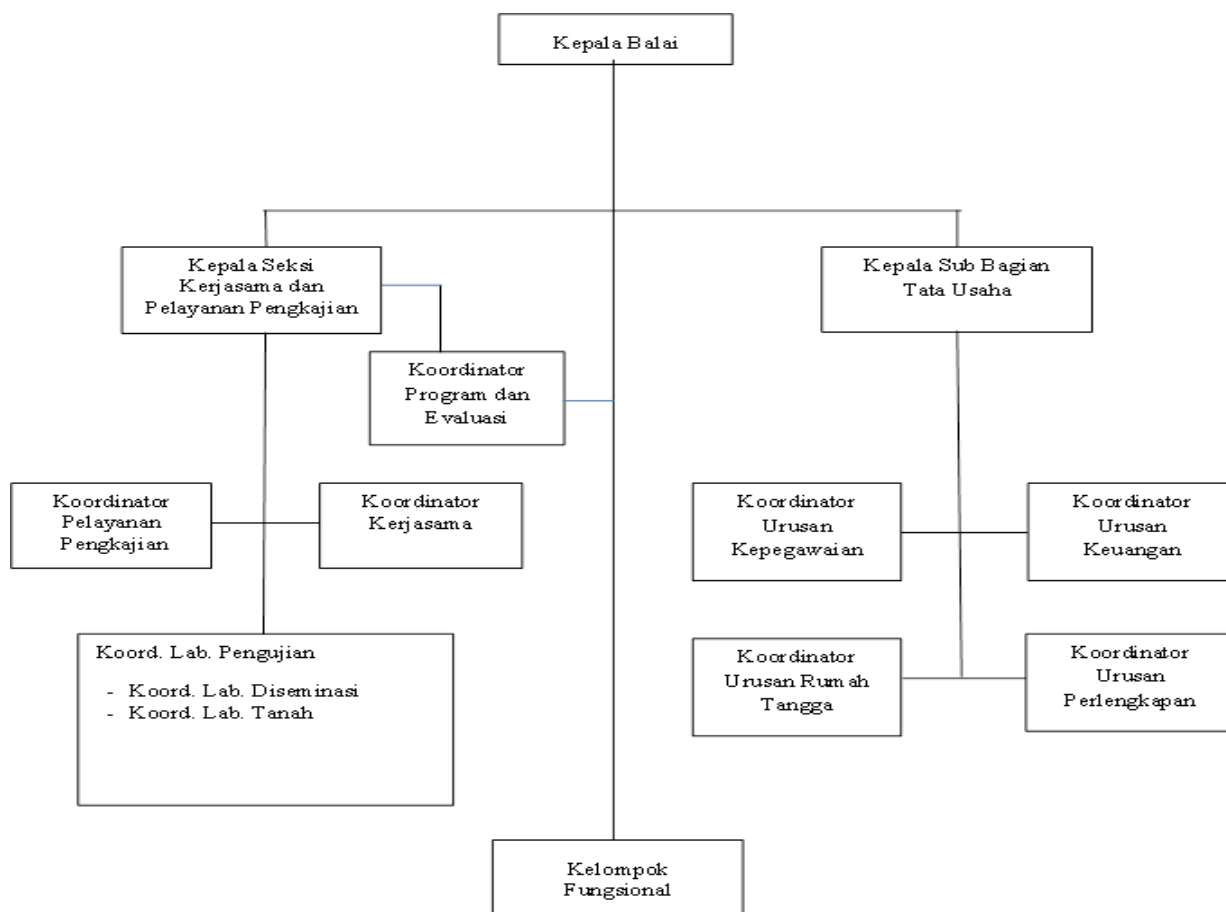 Kepala Balai
Kepala Seksi
Kerjasama dan
Pelayanan Pengkajian
Kepala Sub Bagian
Tata Usaha
Koordinator
Program dan
Evaluasi
Koordinator
Pelayanan
Pengkajian
Koordinator
Kerjasama
Koordinator
Urusan
Kepegawaian
Koordinator
Urusan
Keuangan
Koord. Lab. Pengujian
- Koord. Lab. Diseminasi
- Koord. Lab. Tanah
Koordinator
Urusan Rumah
Tangga
Koordinator
Urusan
Perlengkapan
Kelompok
Fungsional